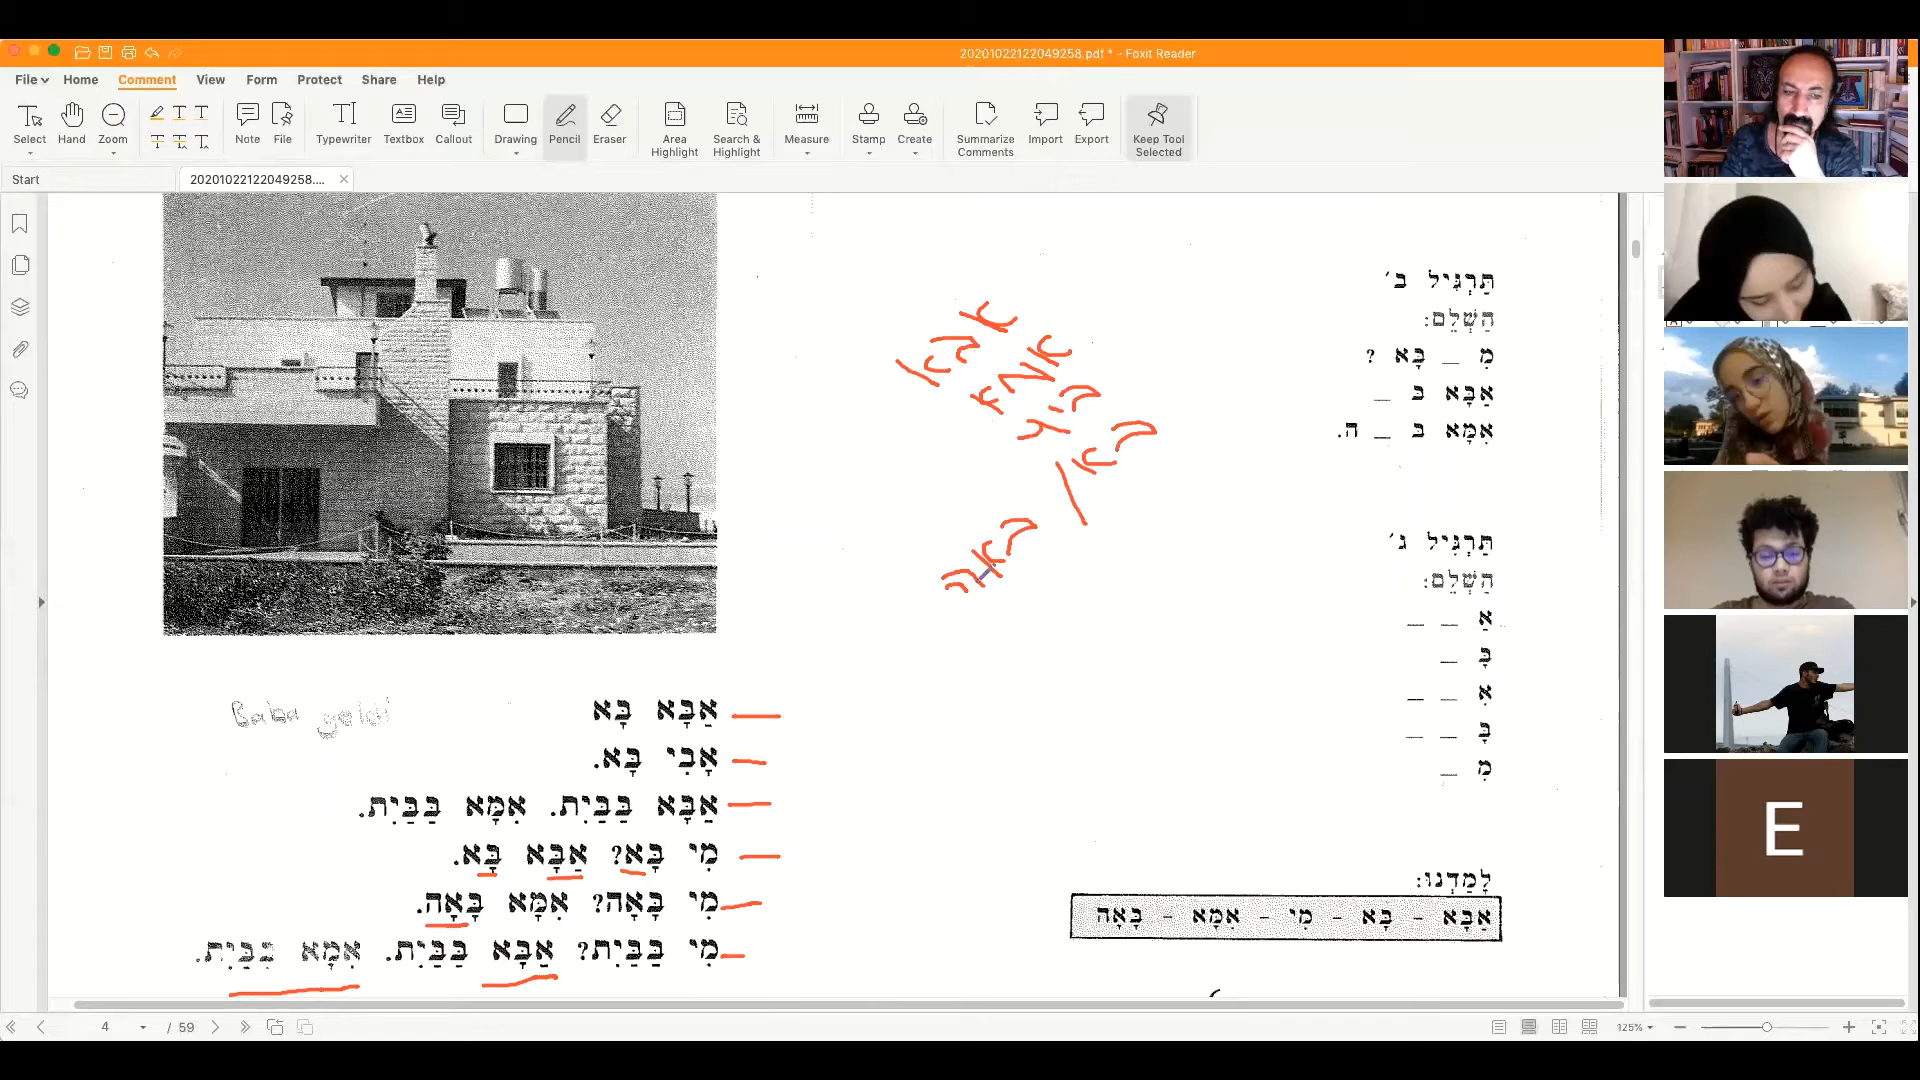 20201022122049258.pdf * - Foxit Reader
File Home Comment View Form Protect Share Help
Select Hand Zoom Note File Typewriter Textbox Callout Drawing Pencil Eraser Area Highlight Search & Highlight Measure Stamp Create Summarize Comments Import Export Keep Tool Selected
Start 20201022122049258....
תַּרְגִּיל ב׳
הַשְׁלֵם:
מִ _ בָּא ?
אַבָּא בּ _
אִמָּא בּ _ ה.
תַּרְגִּיל ג׳
הַשְׁלֵם:
אַ _ _
בָּ _
אִ _ _
בָּ _ _
מִ _
לָמַדְנוּ:
אַבָּא - בָּא - מִי - אִמָּא - בָּאָה
Baba geldi
אַבָּא בָּא
אָבִי בָּא.
אַבָּא בַּבַּיִת. אִמָּא בַּבַּיִת.
מִי בָּא? אַבָּא בָּא.
מִי בָּאָה? אִמָּא בָּאָה.
מִי בַּבַּיִת? אַבָּא בַּבַּיִת. אִמָּא בַּבַּיִת.
E
4 / 59
125%